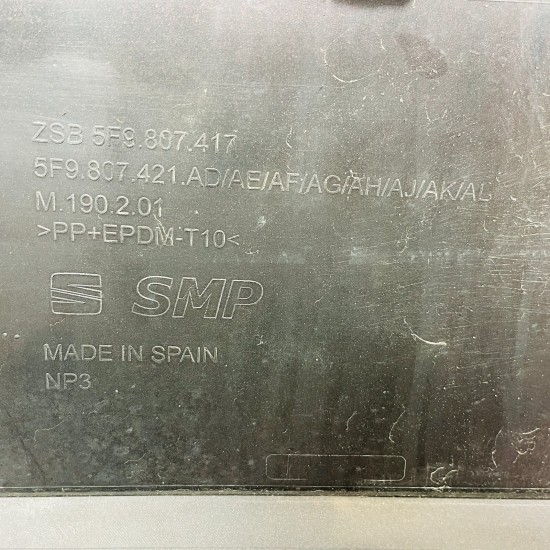 ZSB 5F9.807.417
5F9.807.421.AD/AE/AF/AG/AH/AJ/AK/AL
M.190.2.01
>PP+EPDM-T10<
SMP
MADE IN SPAIN
NP3